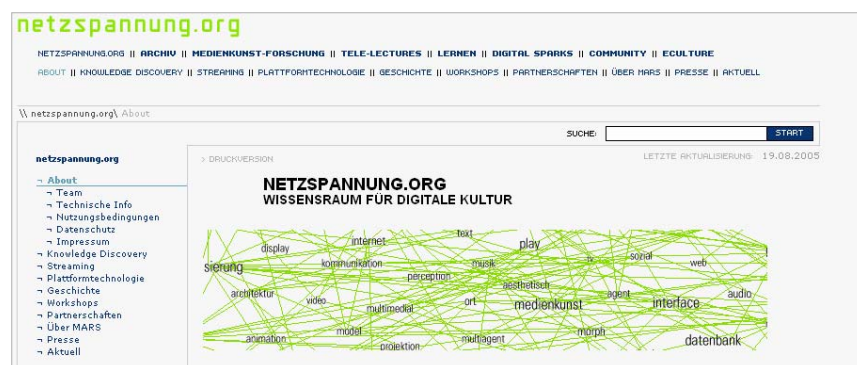 netzspannung.org
NETZSPANNUNG.ORG || ARCHIV || MEDIENKUNST-FORSCHUNG || TELE-LECTURES || LERNEN || DIGITAL SPARKS || COMMUNITY || ECULTURE
ABOUT || KNOWLEDGE DISCOVERY || STREAMING || PLATTFORMTECHNOLOGIE || GESCHICHTE || WORKSHOPS || PARTNERSCHAFTEN || ÜBER MARS || PRESSE || AKTUELL
\\ netzspannung.org\ About
SUCHE: START
netzspannung.org
¬ About
¬ Team
¬ Technische Info
¬ Nutzungsbedingungen
¬ Datenschutz
¬ Impressum
¬ Knowledge Discovery
¬ Streaming
¬ Plattformtechnologie
¬ Geschichte
¬ Workshops
¬ Partnerschaften
¬ Über MARS
¬ Presse
¬ Aktuell
> DRUCKVERSION LETZTE AKTUALISIERUNG: 19.08.2005
NETZSPANNUNG.ORG
WISSENSRAUM FÜR DIGITALE KULTUR
text
display internet play
sozial
sierung kommunikation musik tv web
perception
aesthetisch
architektur video ort medienkunst agent interface audio
multimedial
model morph
animation projektion multiagent datenbank